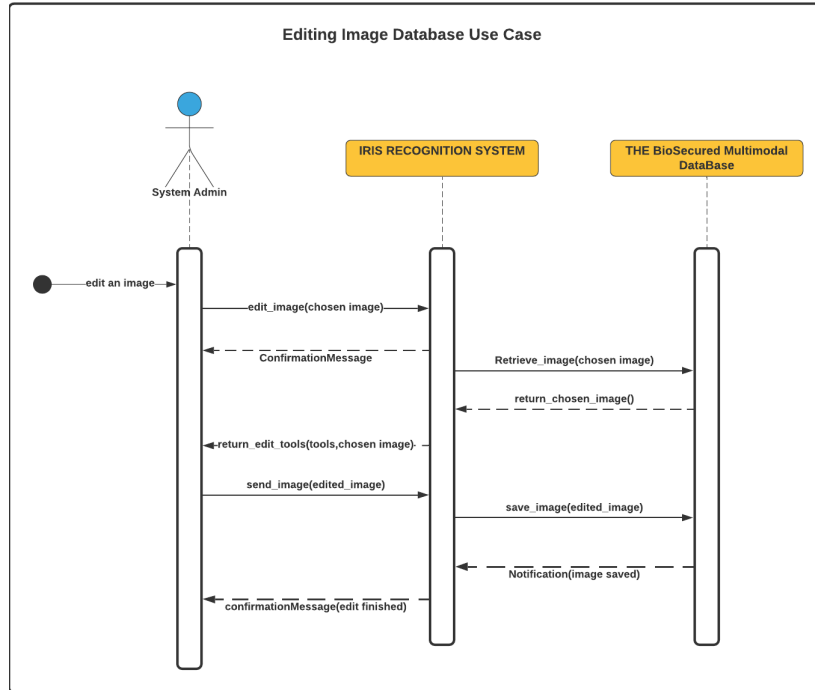 Editing Image Database Use Case
IRIS RECOGNITION SYSTEM
THE BioSecured Multimodal
DataBase
System Admin
edit an image
edit_image(chosen image)
ConfirmationMessage
Retrieve_image(chosen image)
return_chosen_image()
return_edit_tools(tools,chosen image)
send_image(edited_image)
save_image(edited_image)
Notification(image saved)
confirmationMessage(edit finished)